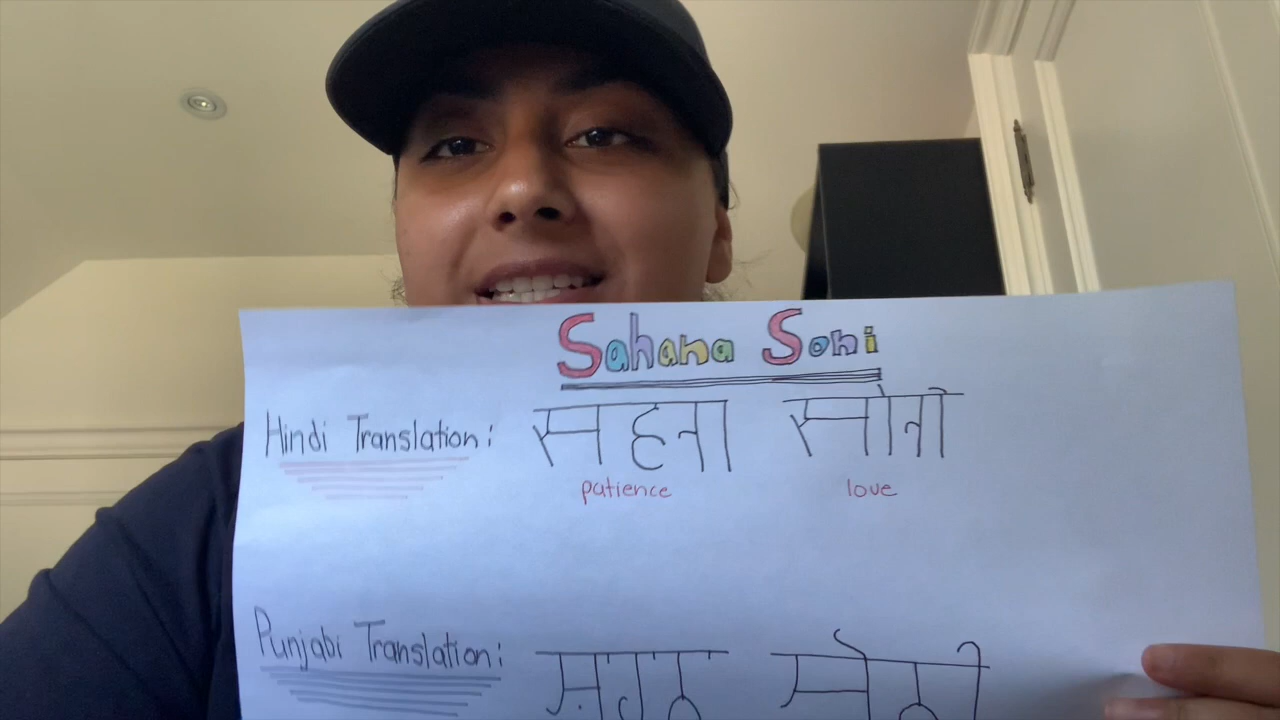 Sahana Soni
Hindi Translation: सहना सोनी
patience love
Punjabi Translation: